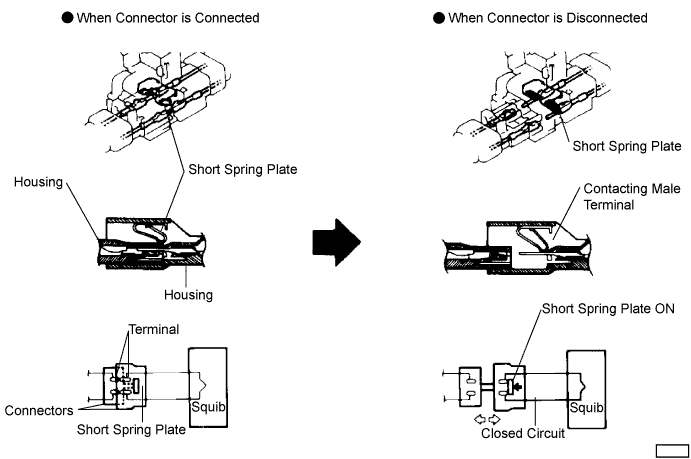 ● When Connector is Connected
Short Spring Plate
Housing
Housing
Terminal
Connectors
Short Spring Plate
Squib
● When Connector is Disconnected
Short Spring Plate
Contacting Male
Terminal
Short Spring Plate ON
Squib
Closed Circuit